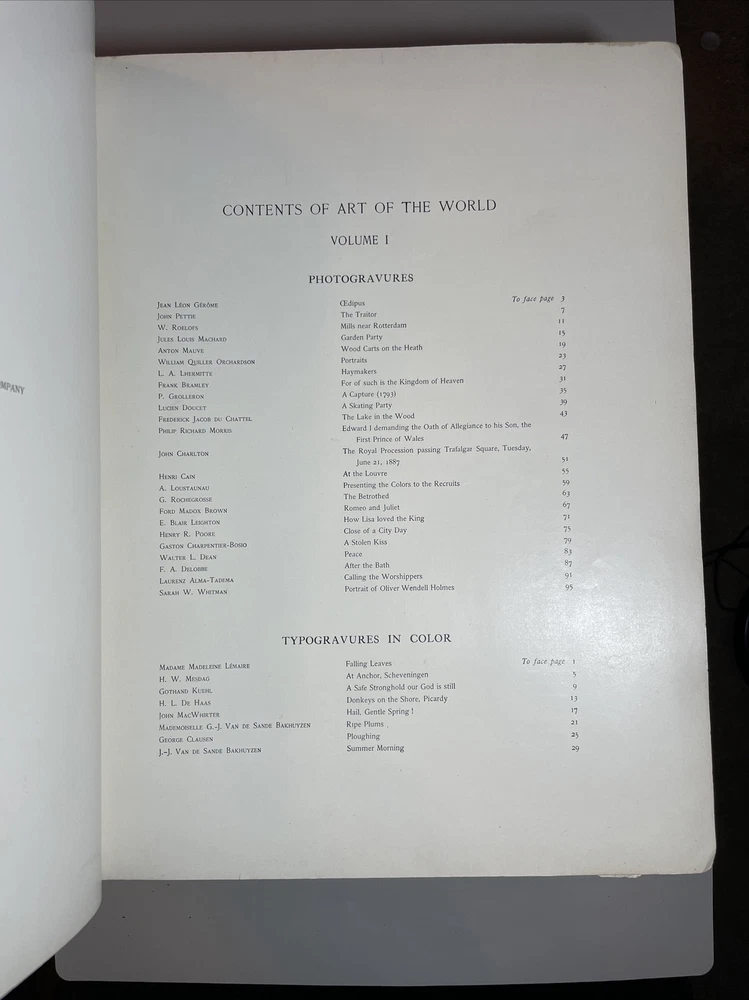 MPANY
CONTENTS OF ART OF THE WORLD
VOLUME I
PHOTOGRAVURES
Jean Léon Gérôme Œdipus To face page 3
John Pettie The Traitor 7
W. Roelofs Mills near Rotterdam 11
Jules Louis Machard Garden Party 15
Anton Mauve Wood Carts on the Heath 19
William Quiller Orchardson Portraits 23
L. A. Lhermitte Haymakers 27
Frank Bramley For of such is the Kingdom of Heaven 31
P. Grolleron A Capture (1793) 35
Lucien Doucet A Skating Party 39
Frederick Jacob du Chattel The Lake in the Wood 43
Philip Richard Morris Edward I demanding the Oath of Allegiance to his Son, the
First Prince of Wales 47
John Charlton The Royal Procession passing Trafalgar Square, Tuesday,
June 21, 1887 51
Henri Cain At the Louvre 55
A. Loustaunau Presenting the Colors to the Recruits 59
G. Rochegrosse The Betrothed 63
Ford Madox Brown Romeo and Juliet 67
E. Blair Leighton How Lisa loved the King 71
Henry R. Poore Close of a City Day 75
Gaston Charpentier-Bosio A Stolen Kiss 79
Walter L. Dean Peace 83
F. A. Delobbe After the Bath 87
Laurenz Alma-Tadema Calling the Worshippers 91
Sarah W. Whitman Portrait of Oliver Wendell Holmes 95
TYPOGRAVURES IN COLOR
Madame Madeleine Lemaire Falling Leaves To face page 1
H. W. Mesdag At Anchor, Scheveningen 5
Gothand Kuehl A Safe Stronghold our God is still 9
H. L. De Haas Donkeys on the Shore, Picardy 13
John MacWhirter Hail, Gentle Spring! 17
Mademoiselle G.-J. Van de Sande Bakhuyzen Ripe Plums 21
George Clausen Ploughing 25
J.-J. Van de Sande Bakhuyzen Summer Morning 29